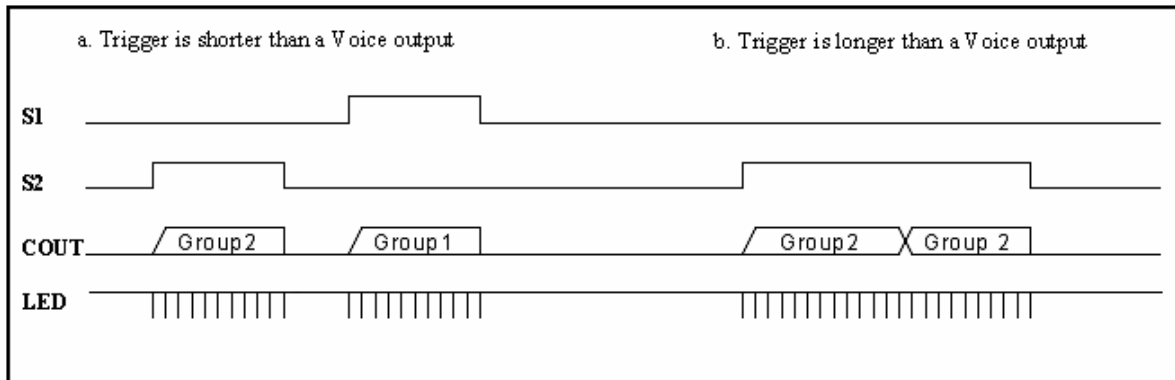 a. Trigger is shorter than a Voice output
b. Trigger is longer than a Voice output
S1
S2
COUT
Group2
Group1
Group2
Group 2
LED